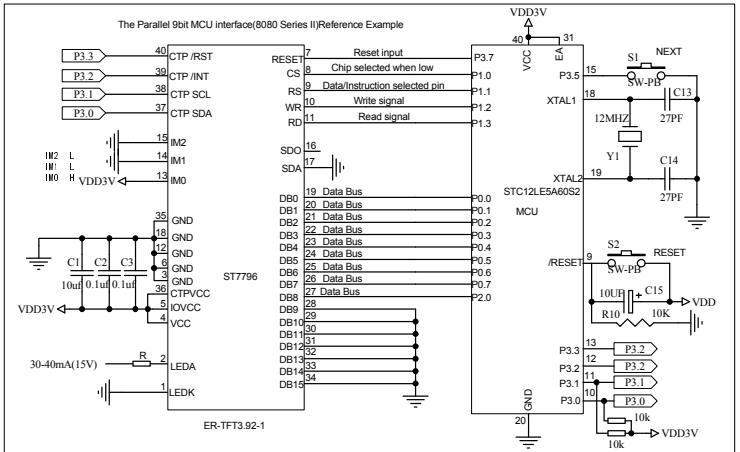 The Parallel 9bit MCU interface(8080 Series II)Reference Example
P3.3
P3.2
P3.1
P3.0
40 CTP /RST
39 CTP /INT
38 CTP SCL
37 CTP SDA
15 IM2
14 IM1
13 IM0
IM2 L
IM1 L
IM0 H
VDD3V
35 GND
18 GND
12 GND
6 GND
3 GND
36 CTPVCC
5 IOVCC
4 VCC
C1 C2 C3
10uf 0.1uf 0.1uf
VDD3V
30-40mA(15V)
R
2 LEDA
1 LEDK
ST7796
ER-TFT3.92-1
RESET 7 Reset input P3.7
CS 8 Chip selected when low P1.0
RS 9 Data/Instruction selected pin P1.1
WR 10 Write signal P1.2
RD 11 Read signal P1.3
SDO 16
SDA 17
DB0 19 Data Bus P0.0
DB1 20 Data Bus P0.1
DB2 21 Data Bus P0.2
DB3 22 Data Bus P0.3
DB4 23 Data Bus P0.4
DB5 24 Data Bus P0.5
DB6 25 Data Bus P0.6
DB7 26 Data Bus P0.7
DB8 27 Data Bus P2.0
DB9 28
DB10 29
DB11 30
DB12 31
DB13 32
DB14 33
DB15 34
VDD3V
40 31
VCC
EA
STC12LE5A60S2
MCU
P3.5 15
S1 NEXT
SW-PB
XTAL1 18
12MHZ
Y1
C13
27PF
XTAL2 19
C14
27PF
/RESET 9
S2 RESET
SW-PB
10UF + C15
VDD
R10 10K
P3.3 13 P3.2
P3.2 12 P3.2
P3.1 11 P3.1
P3.0 10 P3.0
GND
20
10k
10k
VDD3V